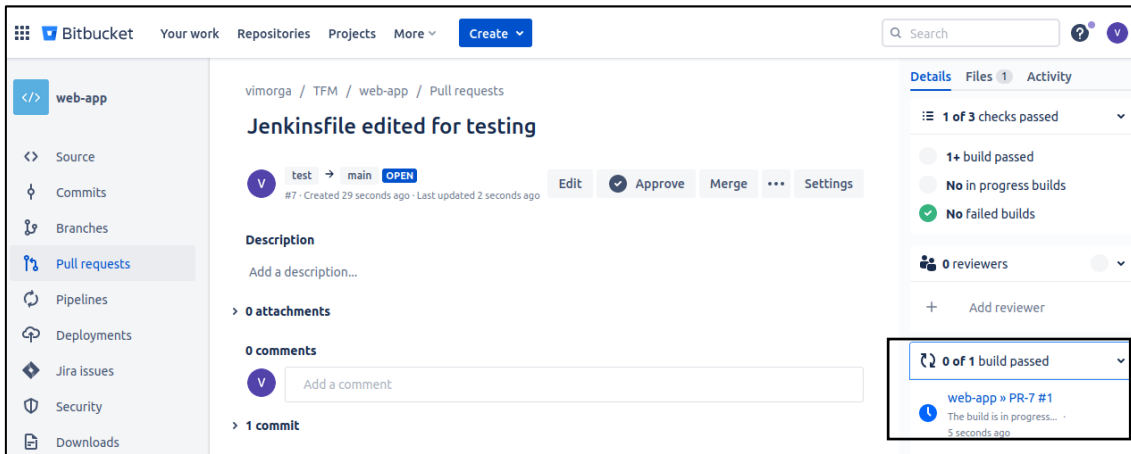 Bitbucket Your work Repositories Projects More Create Search ? V
</> web-app
Source
Commits
Branches
Pull requests
Pipelines
Deployments
Jira issues
Security
Downloads
vimorga / TFM / web-app / Pull requests
Jenkinsfile edited for testing
V test → main OPEN
#7 · Created 29 seconds ago · Last updated 2 seconds ago
Edit Approve Merge ••• Settings
Description
Add a description...
0 attachments
0 comments
V Add a comment
1 commit
Details Files 1 Activity
1 of 3 checks passed
1+ build passed
No in progress builds
No failed builds
0 reviewers
+ Add reviewer
0 of 1 build passed
web-app » PR-7 #1
The build is in progress... ·
5 seconds ago